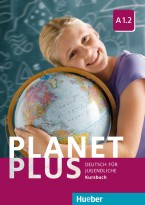 A1.2
PLANET
PLUS
DEUTSCH FÜR
JUGENDLICHE
Kursbuch
Hueber